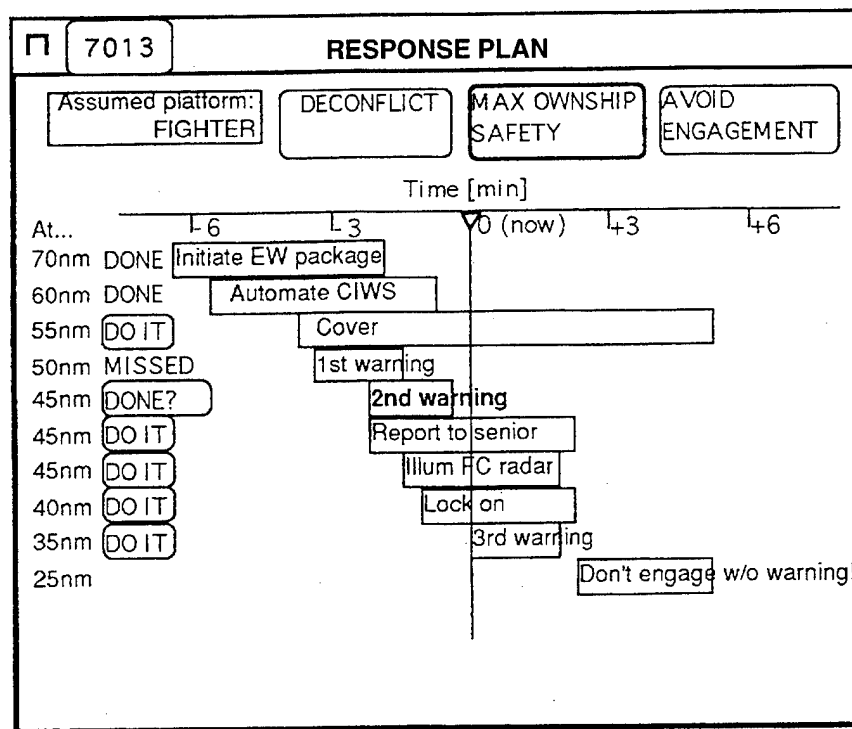 7013 RESPONSE PLAN
Assumed platform: FIGHTER
DECONFLICT
MAX OWNSHIP SAFETY
AVOID ENGAGEMENT
Time [min]
At... -6 -3 0 (now) +3 +6
70nm DONE Initiate EW package
60nm DONE Automate CIWS
55nm DO IT Cover
50nm MISSED 1st warning
45nm DONE? 2nd warning
45nm DO IT Report to senior
45nm DO IT Illum FC radar
40nm DO IT Lock on
35nm DO IT 3rd warning
25nm Don't engage w/o warning!